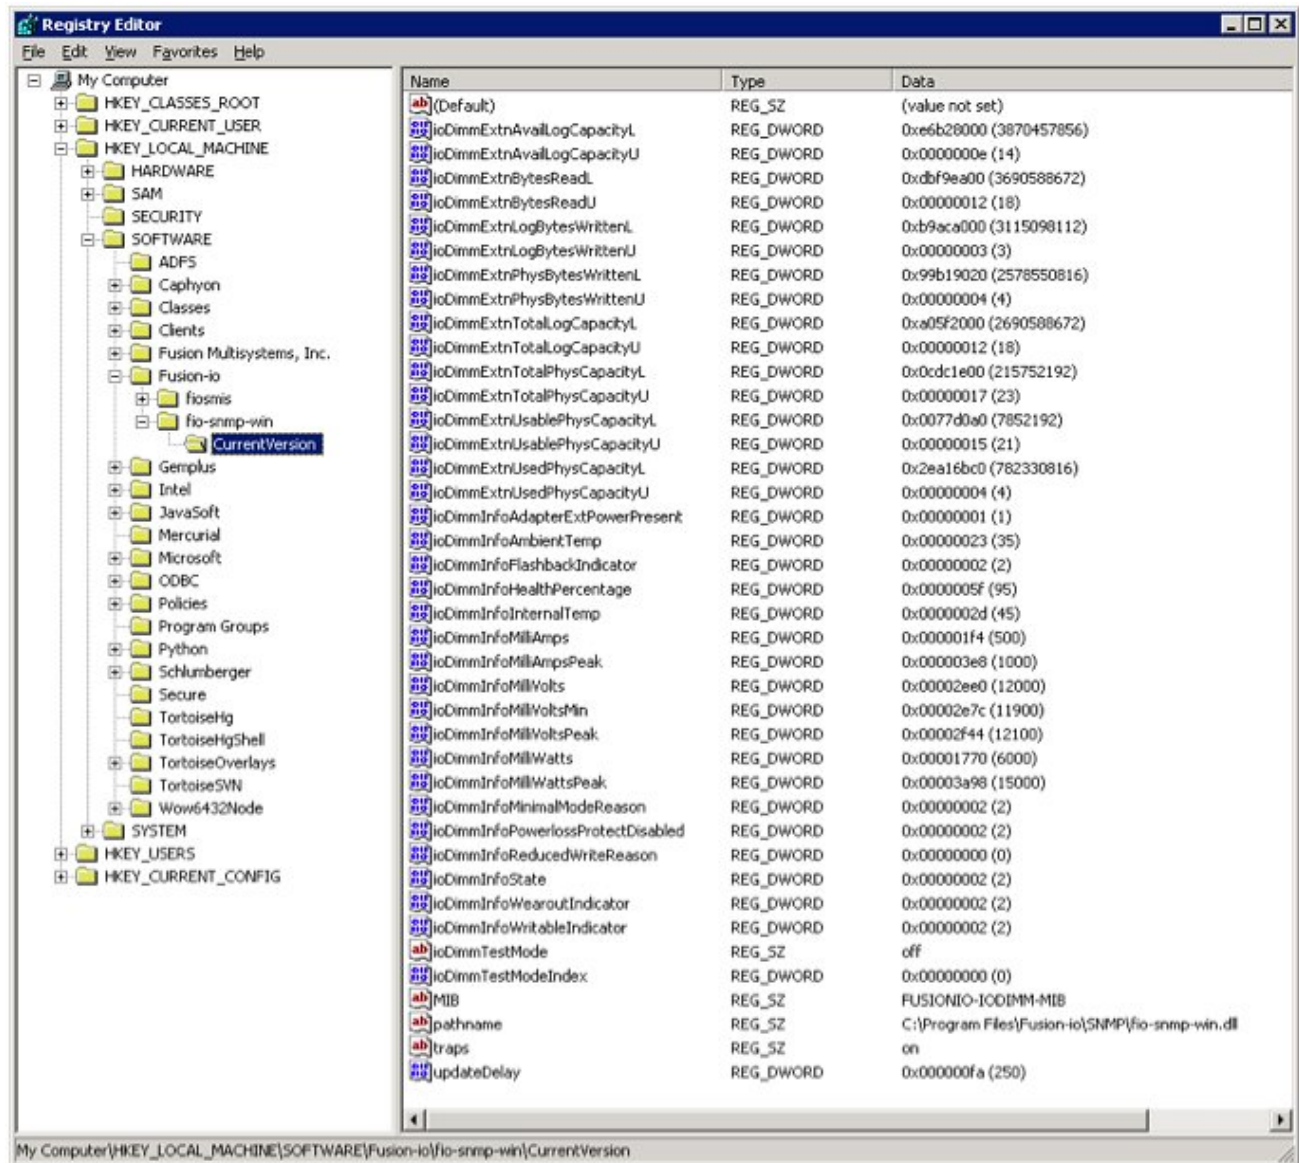 Registry Editor
File Edit View Favorites Help
My Computer
HKEY_CLASSES_ROOT
HKEY_CURRENT_USER
HKEY_LOCAL_MACHINE
HARDWARE
SAM
SECURITY
SOFTWARE
ADFS
Caphyon
Classes
Clients
Fusion Multisystems, Inc.
Fusion-io
fiosmis
fio-snmp-win
CurrentVersion
Gemplus
Intel
JavaSoft
Mercurial
Microsoft
ODBC
Policies
Program Groups
Python
Schlumberger
Secure
TortoiseHg
TortoiseHgShell
TortoiseOverlays
TortoiseSVN
Wow6432Node
SYSTEM
HKEY_USERS
HKEY_CURRENT_CONFIG
Name Type Data
(Default) REG_SZ (value not set)
ioDimmExtnAvailLogCapacityL REG_DWORD 0xe6b28000 (3870457856)
ioDimmExtnAvailLogCapacityU REG_DWORD 0x0000000e (14)
ioDimmExtnBytesReadL REG_DWORD 0xdbf9ea00 (3690588672)
ioDimmExtnBytesReadU REG_DWORD 0x00000012 (18)
ioDimmExtnLogBytesWrittenL REG_DWORD 0xb9aca000 (3115098112)
ioDimmExtnLogBytesWrittenU REG_DWORD 0x00000003 (3)
ioDimmExtnPhysBytesWrittenL REG_DWORD 0x99b19020 (2578550816)
ioDimmExtnPhysBytesWrittenU REG_DWORD 0x00000004 (4)
ioDimmExtnTotalLogCapacityL REG_DWORD 0xa05f2000 (2690588672)
ioDimmExtnTotalLogCapacityU REG_DWORD 0x00000012 (18)
ioDimmExtnTotalPhysCapacityL REG_DWORD 0x0cdc1e00 (215752192)
ioDimmExtnTotalPhysCapacityU REG_DWORD 0x00000017 (23)
ioDimmExtnUsablePhysCapacityL REG_DWORD 0x0077d0a0 (7852192)
ioDimmExtnUsablePhysCapacityU REG_DWORD 0x00000015 (21)
ioDimmExtnUsedPhysCapacityL REG_DWORD 0x2ea16bc0 (782330816)
ioDimmExtnUsedPhysCapacityU REG_DWORD 0x00000004 (4)
ioDimmInfoAdapterExtPowerPresent REG_DWORD 0x00000001 (1)
ioDimmInfoAmbientTemp REG_DWORD 0x00000023 (35)
ioDimmInfoFlashbackIndicator REG_DWORD 0x00000002 (2)
ioDimmInfoHealthPercentage REG_DWORD 0x0000005f (95)
ioDimmInfoInternalTemp REG_DWORD 0x0000002d (45)
ioDimmInfoMilliAmps REG_DWORD 0x000001f4 (500)
ioDimmInfoMilliAmpsPeak REG_DWORD 0x000003e8 (1000)
ioDimmInfoMilliVolts REG_DWORD 0x00002ee0 (12000)
ioDimmInfoMilliVoltsMin REG_DWORD 0x00002e7c (11900)
ioDimmInfoMilliVoltsPeak REG_DWORD 0x00002f44 (12100)
ioDimmInfoMilliWatts REG_DWORD 0x00001770 (6000)
ioDimmInfoMilliWattsPeak REG_DWORD 0x00003a98 (15000)
ioDimmInfoMinimalModeReason REG_DWORD 0x00000002 (2)
ioDimmInfoPowerlossProtectDisabled REG_DWORD 0x00000002 (2)
ioDimmInfoReducedWriteReason REG_DWORD 0x00000000 (0)
ioDimmInfoState REG_DWORD 0x00000002 (2)
ioDimmInfoWearoutIndicator REG_DWORD 0x00000002 (2)
ioDimmInfoWritableIndicator REG_DWORD 0x00000002 (2)
ioDimmTestMode REG_SZ off
ioDimmTestModeIndex REG_DWORD 0x00000000 (0)
MIB REG_SZ FUSIONIO-IODIMM-MIB
pathname REG_SZ C:\Program Files\Fusion-io\SNMP\fio-snmp-win.dll
traps REG_SZ on
updateDelay REG_DWORD 0x000000fa (250)
My Computer\HKEY_LOCAL_MACHINE\SOFTWARE\Fusion-io\fio-snmp-win\CurrentVersion